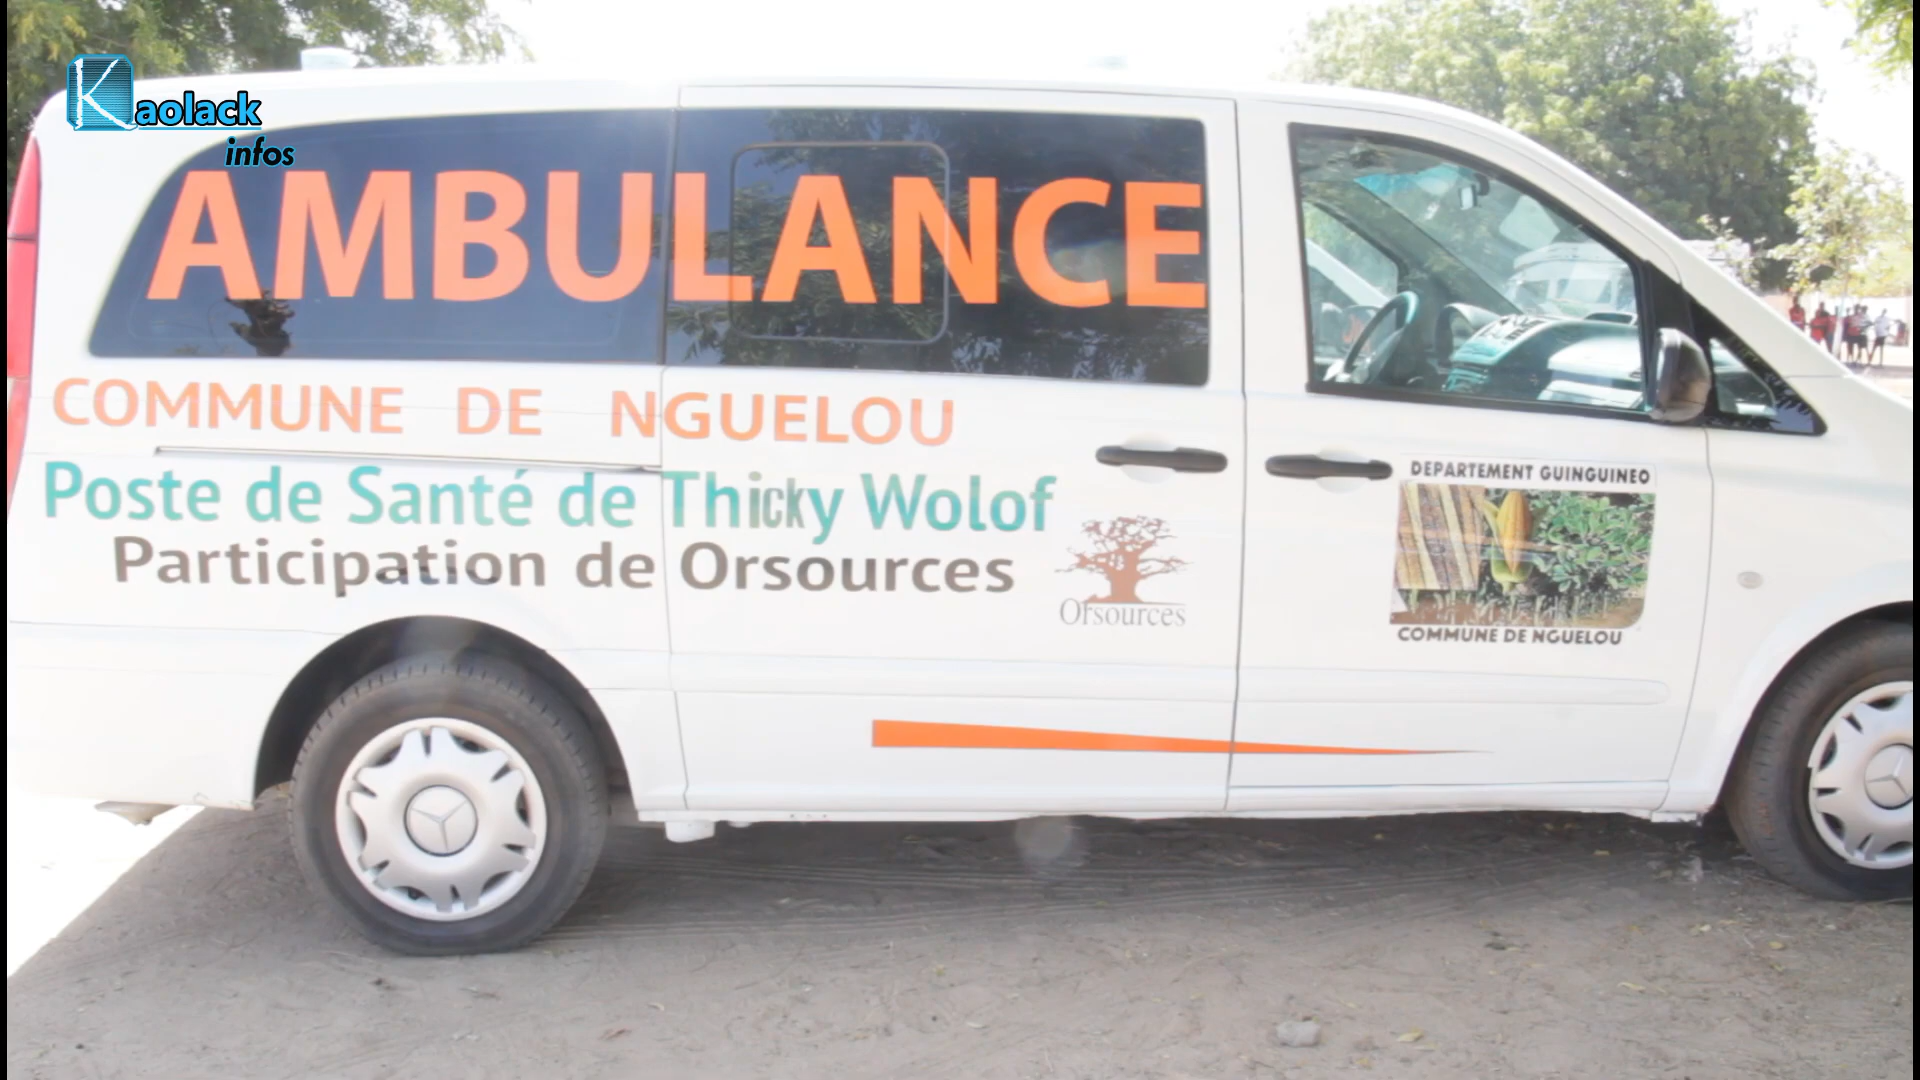 Kaolack
infos
AMBULANCE
COMMUNE DE NGUELOU
Poste de Santé de Thicky Wolof
Participation de Orsources
Orsources
DEPARTEMENT GUINGUINEO
COMMUNE DE NGUELOU